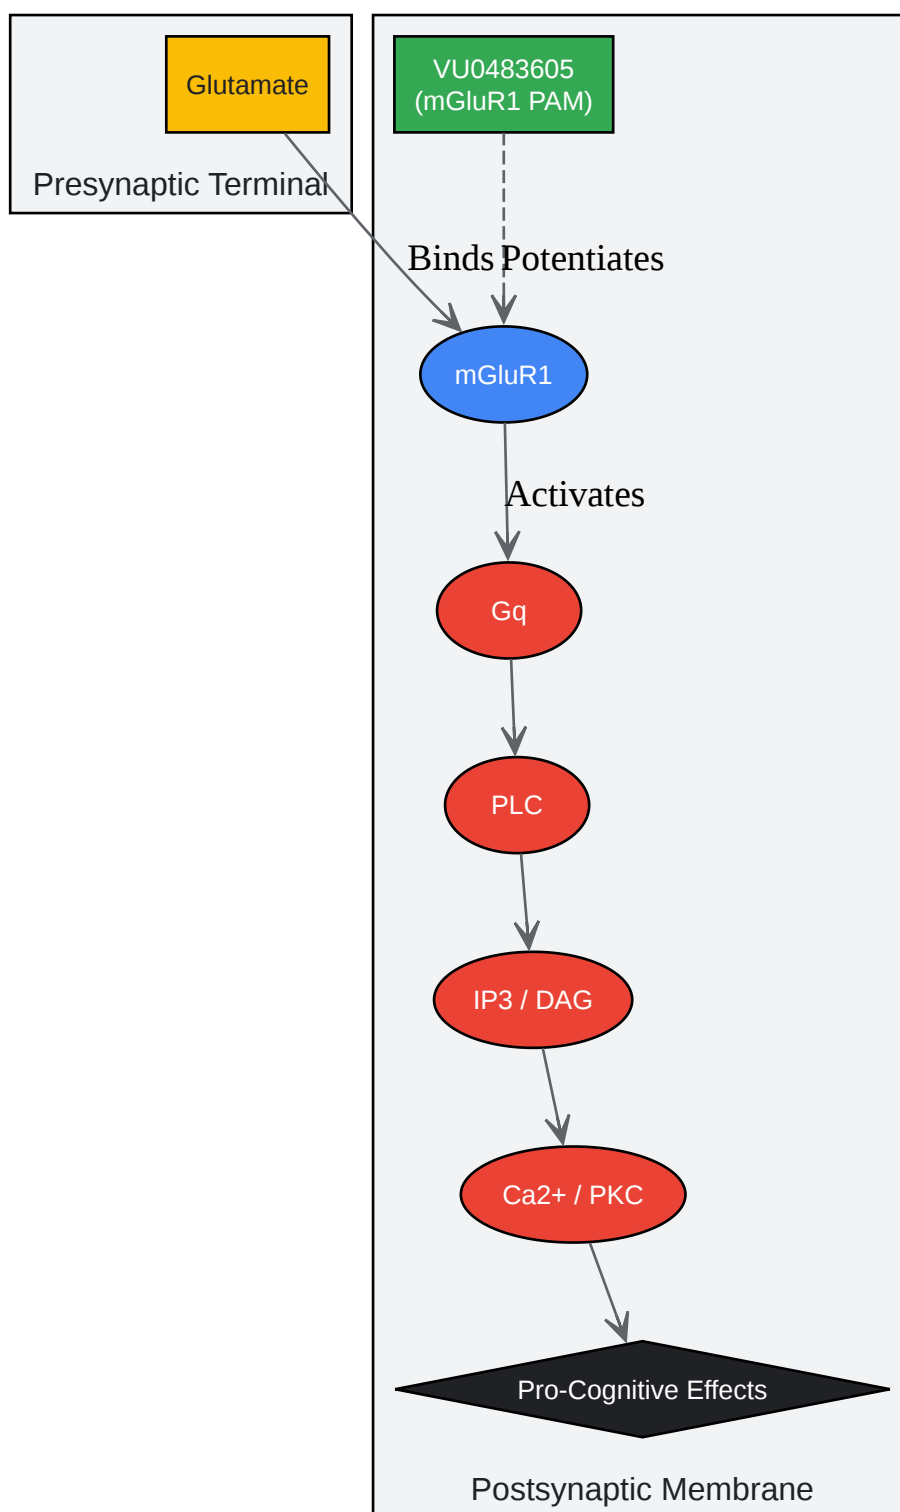 Glutamate
Presynaptic Terminal
VU0483605
(mGluR1 PAM)
Binds
Potentiates
mGluR1
Activates
Gq
PLC
IP3 / DAG
Ca2+ / PKC
Pro-Cognitive Effects
Postsynaptic Membrane